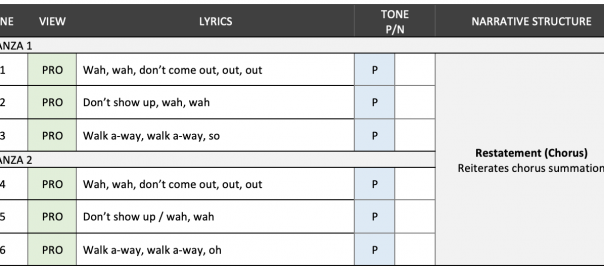 NE VIEW LYRICS TONE P/N NARRATIVE STRUCTURE
ANZA 1
1 PRO Wah, wah, don’t come out, out, out P
2 PRO Don’t show up, wah, wah P
3 PRO Walk a-way, walk a-way, so P
ANZA 2
Restatement (Chorus)
Reiterates chorus summation
4 PRO Wah, wah, don’t come out, out, out P
5 PRO Don’t show up / wah, wah P
6 PRO Walk a-way, walk a-way, oh P